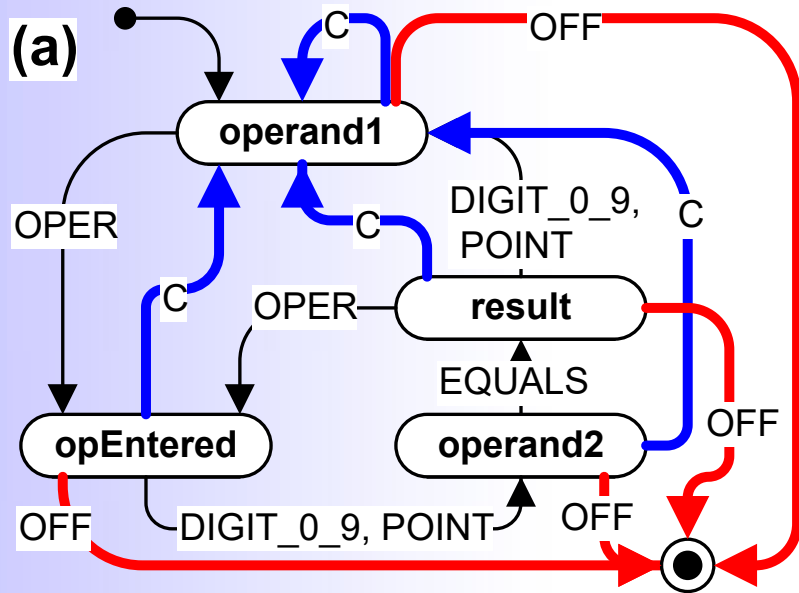 (a)
C
OFF
operand1
OPER
DIGIT_0_9,
POINT
C
C
C
OPER
result
EQUALS
OFF
opEntered
operand2
OFF
DIGIT_0_9, POINT
OFF